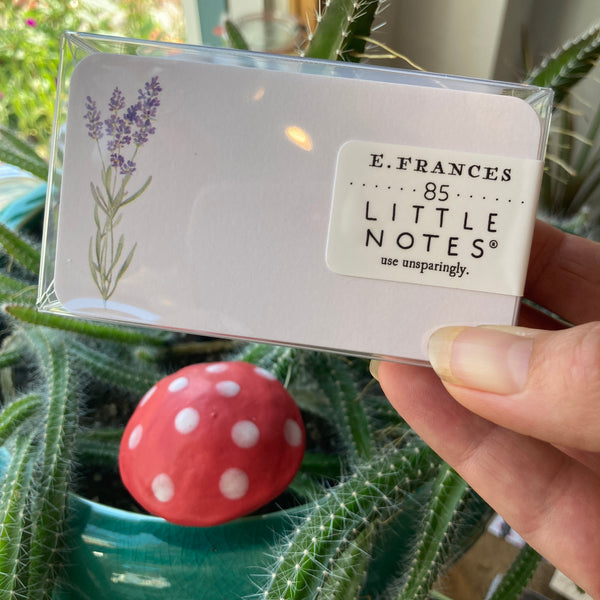 E. FRANCES
85
LITTLE
NOTES®
use unsparingly.